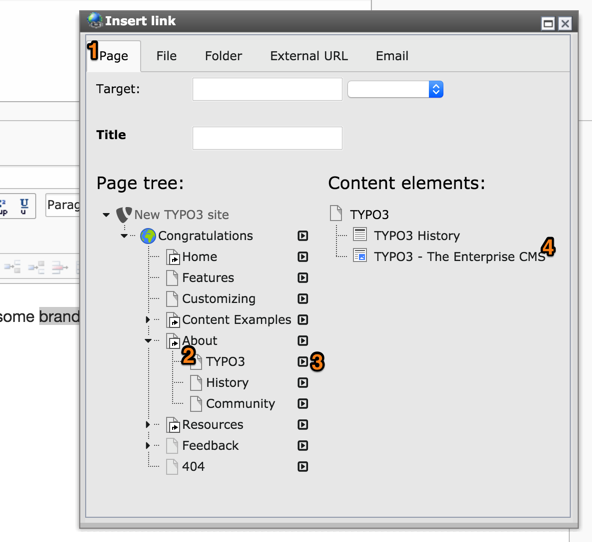 Insert link
1 Page File Folder External URL Email
Target:
Title
Page tree: Content elements:
New TYPO3 site TYPO3
Congratulations TYPO3 History
Home TYPO3 - The Enterprise CMS 4
Features
Customizing
Content Examples
About
2 TYPO3 3
History
Community
Resources
Feedback
404
U Parag
some brand